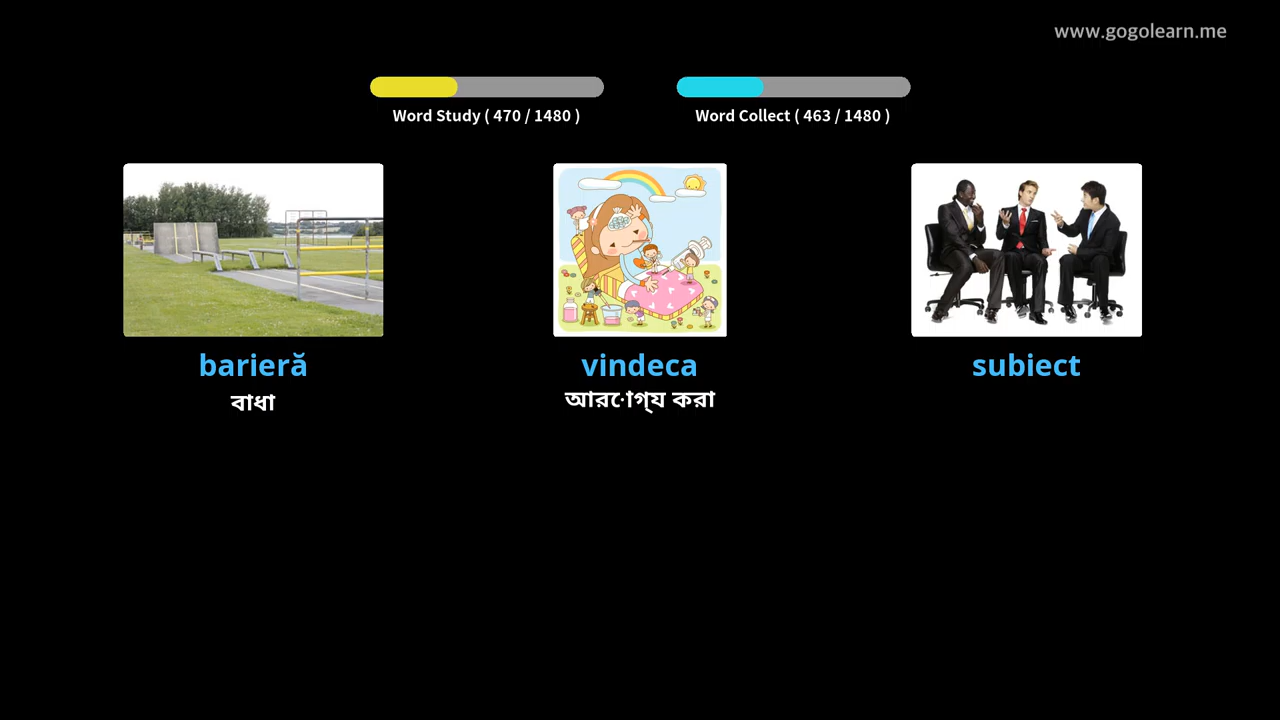 www.gogolearn.me
Word Study ( 470 / 1480 )
Word Collect ( 463 / 1480 )
barieră
vindeca
subiect
বাধা
আরোগ্য করা